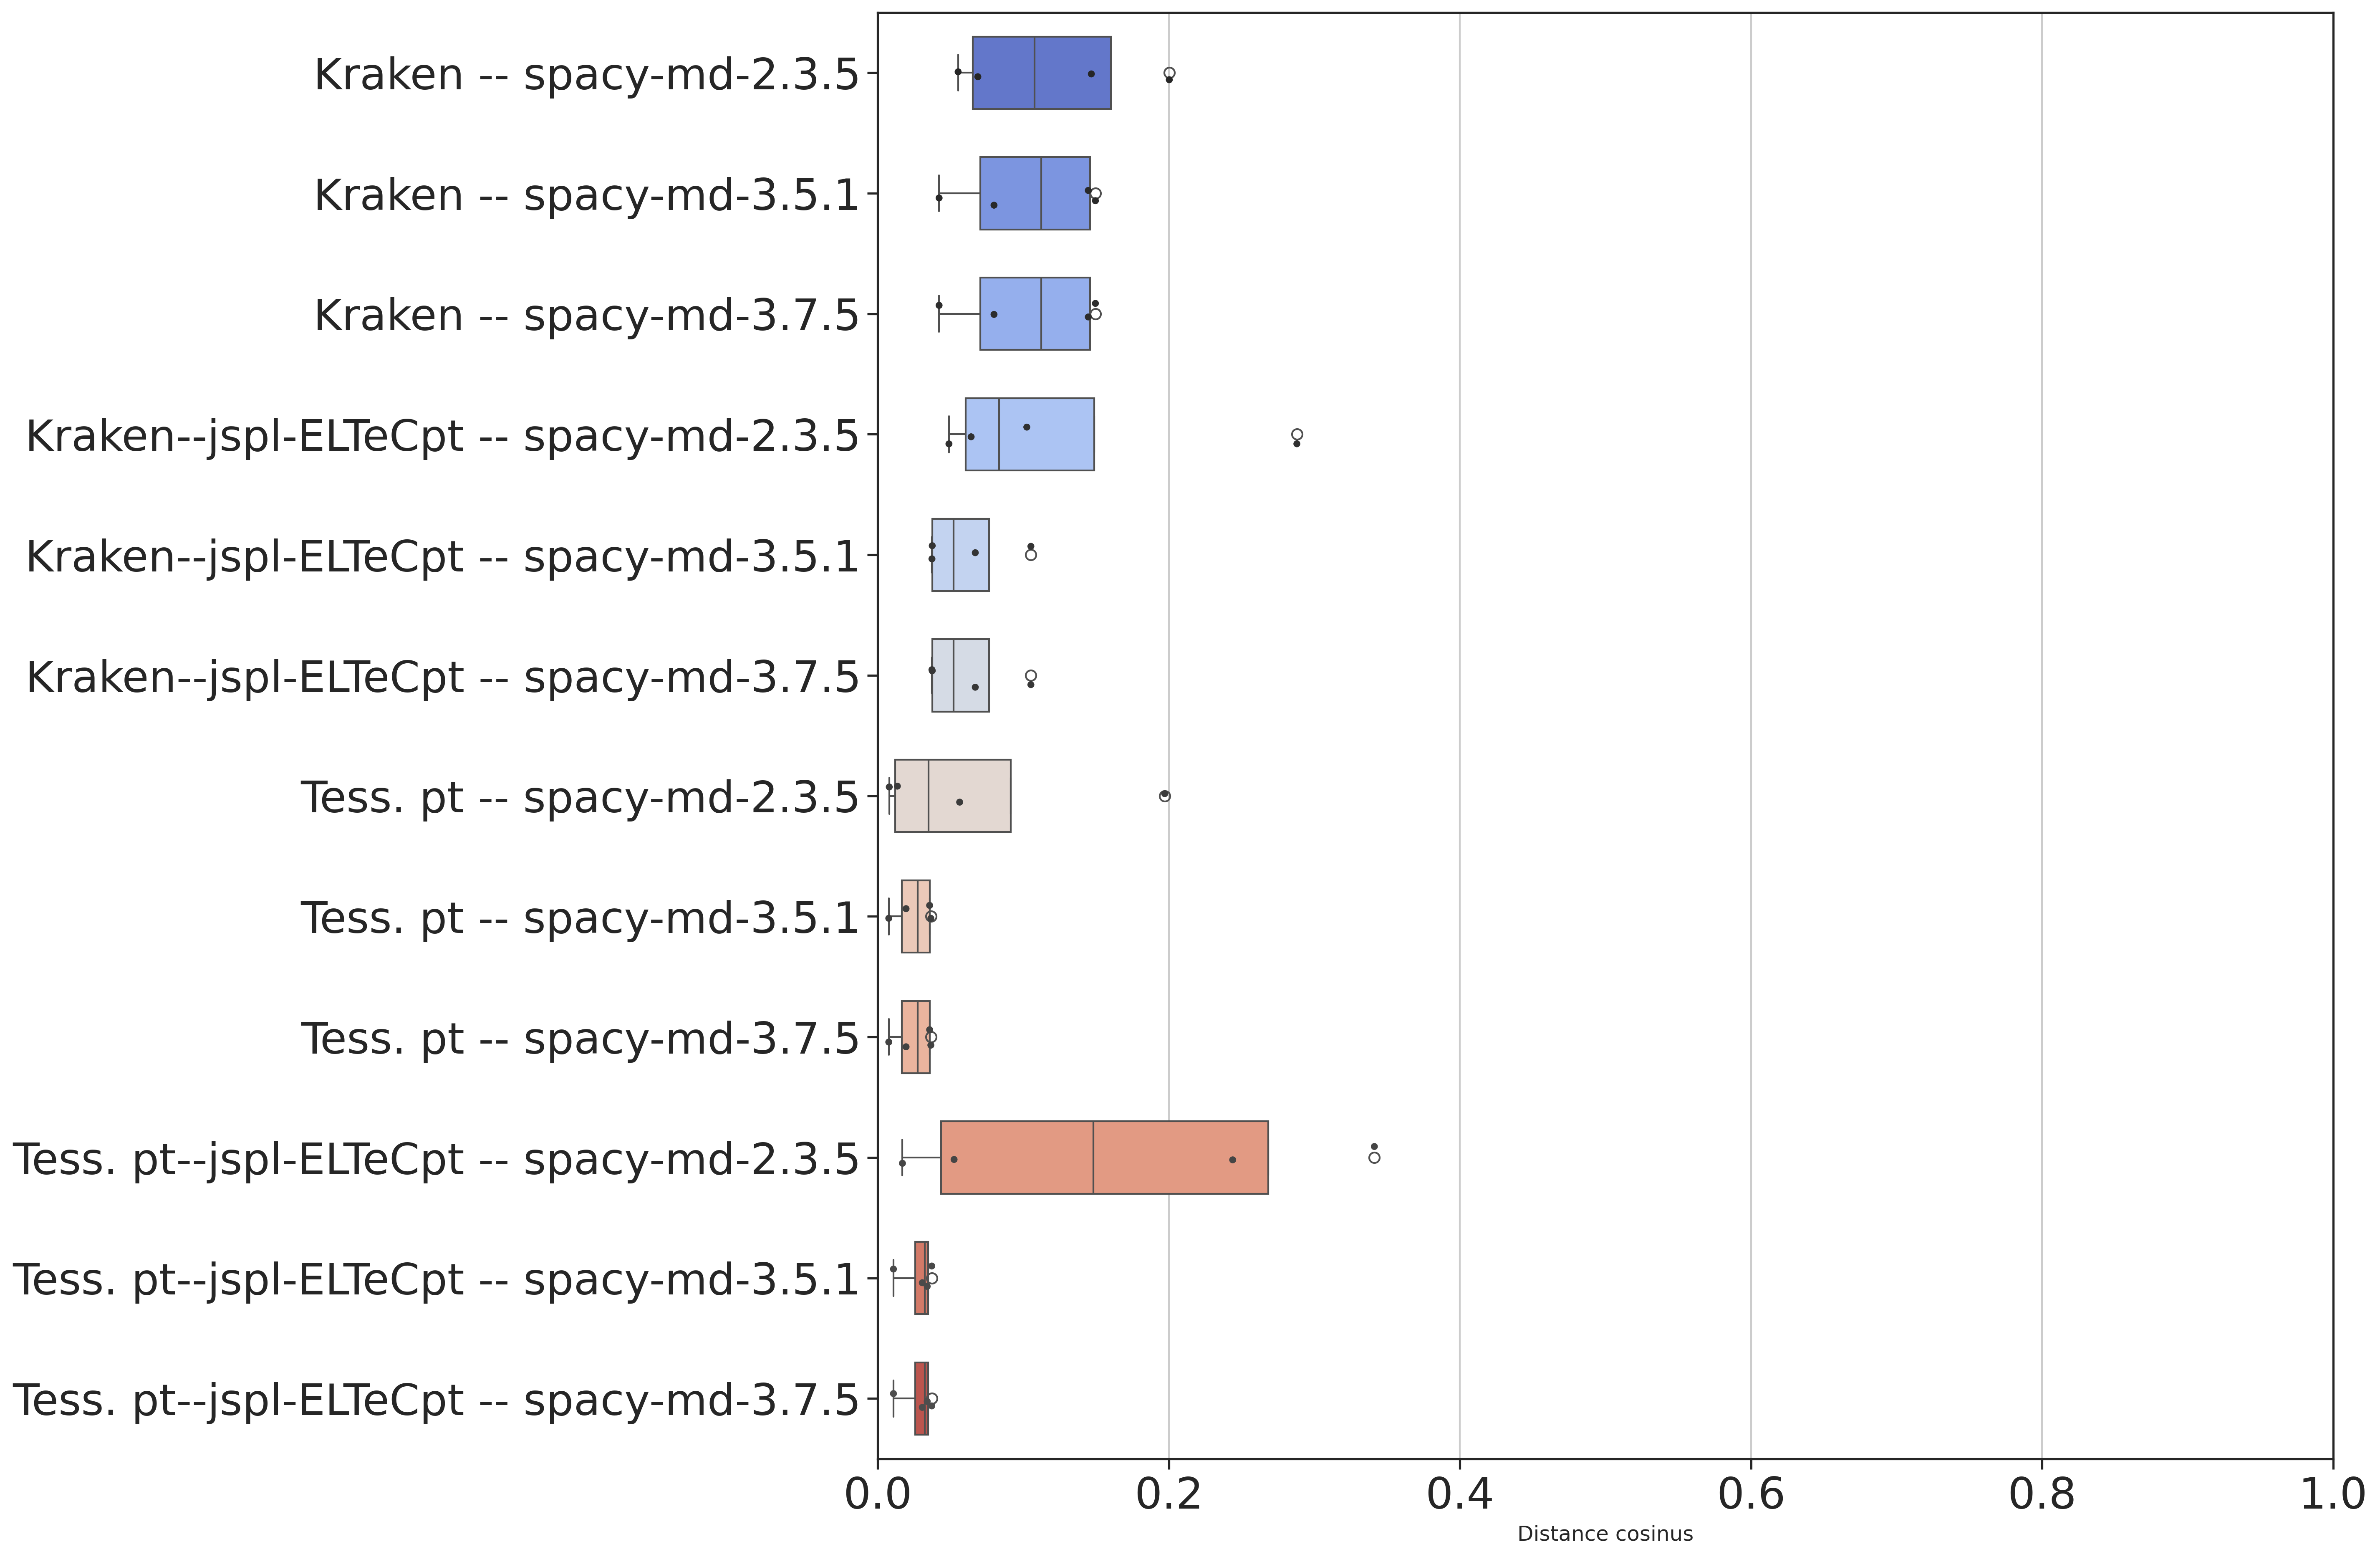 Kraken -- spacy-md-2.3.5
Kraken -- spacy-md-3.5.1
Kraken -- spacy-md-3.7.5
Kraken--jspl-ELTeCpt -- spacy-md-2.3.5
Kraken--jspl-ELTeCpt -- spacy-md-3.5.1
Kraken--jspl-ELTeCpt -- spacy-md-3.7.5
Tess. pt -- spacy-md-2.3.5
Tess. pt -- spacy-md-3.5.1
Tess. pt -- spacy-md-3.7.5
Tess. pt--jspl-ELTeCpt -- spacy-md-2.3.5
Tess. pt--jspl-ELTeCpt -- spacy-md-3.5.1
Tess. pt--jspl-ELTeCpt -- spacy-md-3.7.5
0.0 0.2 0.4 0.6 0.8 1.0
Distance cosinus